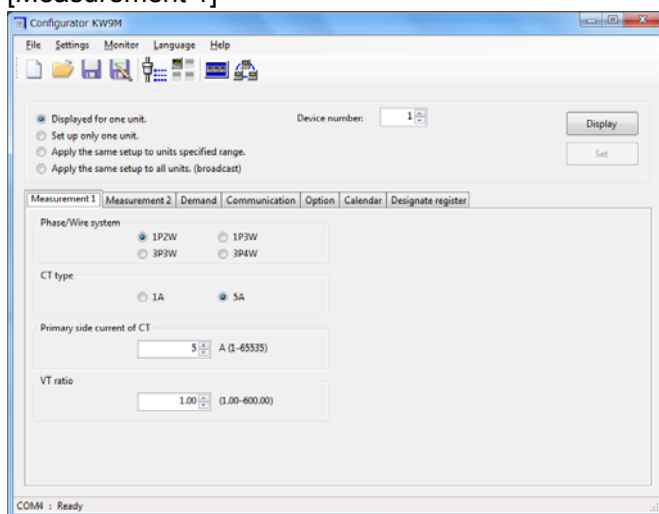 [Measurement 1]
Configurator KW9M
File Settings Monitor Language Help
Displayed for one unit. Device number: 1
Set up only one unit. Display
Apply the same setup to units specified range. Set
Apply the same setup to all units. (broadcast)
Measurement 1 Measurement 2 Demand Communication Option Calendar Designate register
Phase/Wire system
1P2W 1P3W
3P3W 3P4W
CT type
1A 5A
Primary side current of CT
5 A (1-65535)
VT ratio
1.00 (1.00-600.00)
COM4 : Ready